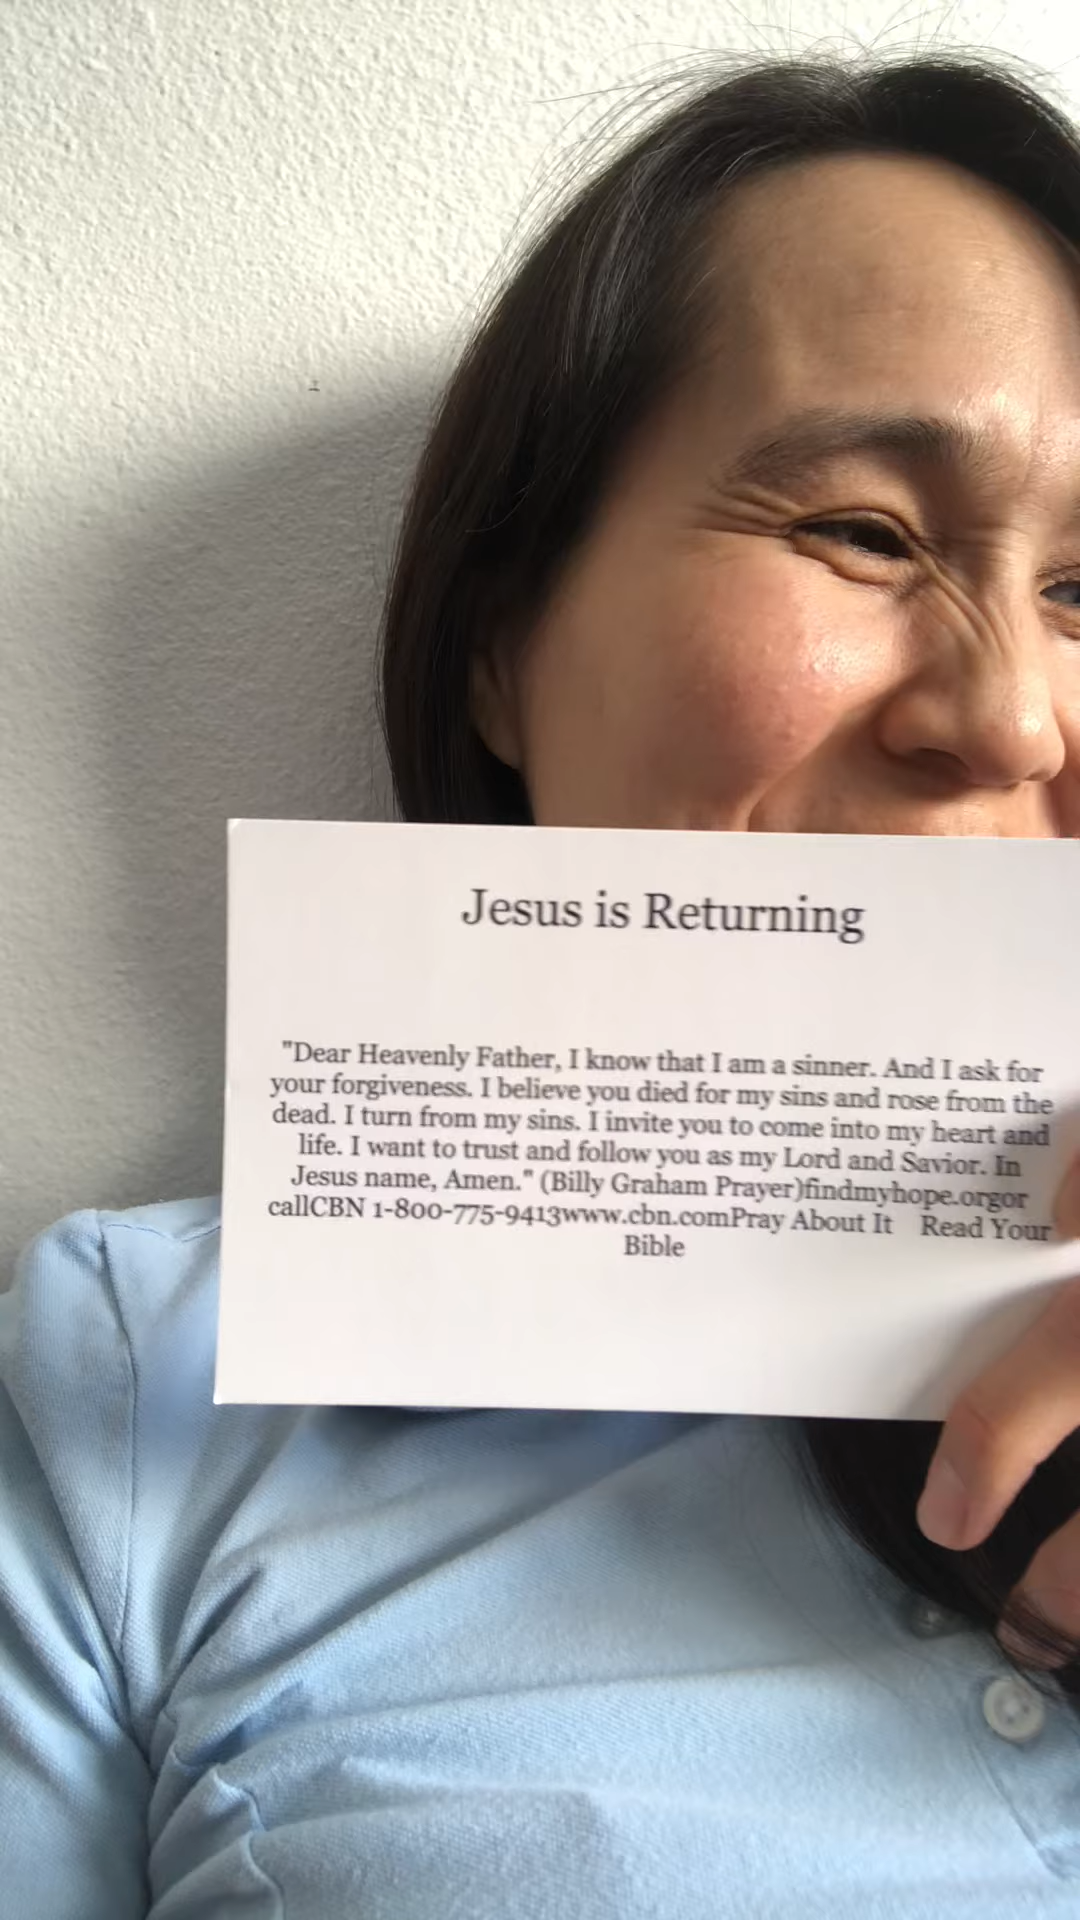 Jesus is Returning
"Dear Heavenly Father, I know that I am a sinner. And I ask for
your forgiveness. I believe you died for my sins and rose from the
dead. I turn from my sins. I invite you to come into my heart and
life. I want to trust and follow you as my Lord and Savior. In
Jesus name, Amen." (Billy Graham Prayer)findmyhope.orgor
callCBN 1-800-775-9413www.cbn.comPray About It    Read Your
Bible